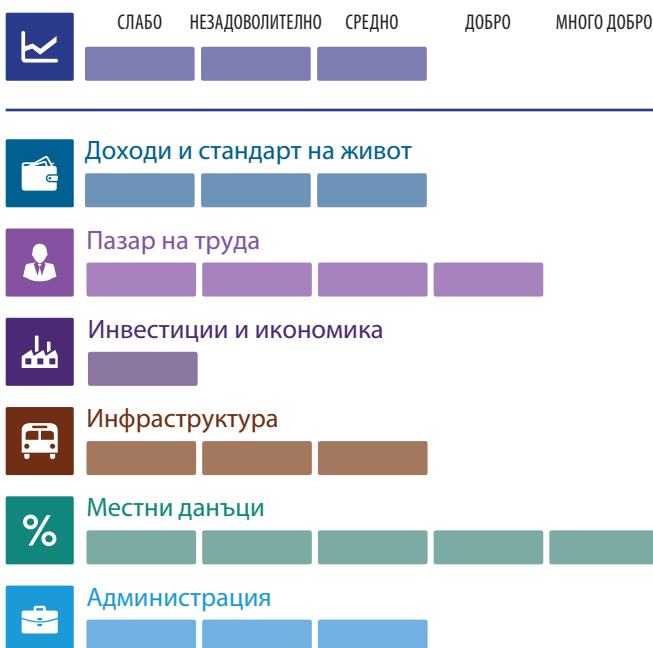 СЛАБО НЕЗАДОВОЛИТЕЛНО СРЕДНО ДОБРО МНОГО ДОБРО
Доходи и стандарт на живот
Пазар на труда
Инвестиции и икономика
Инфраструктура
Местни данъци
%
Администрация